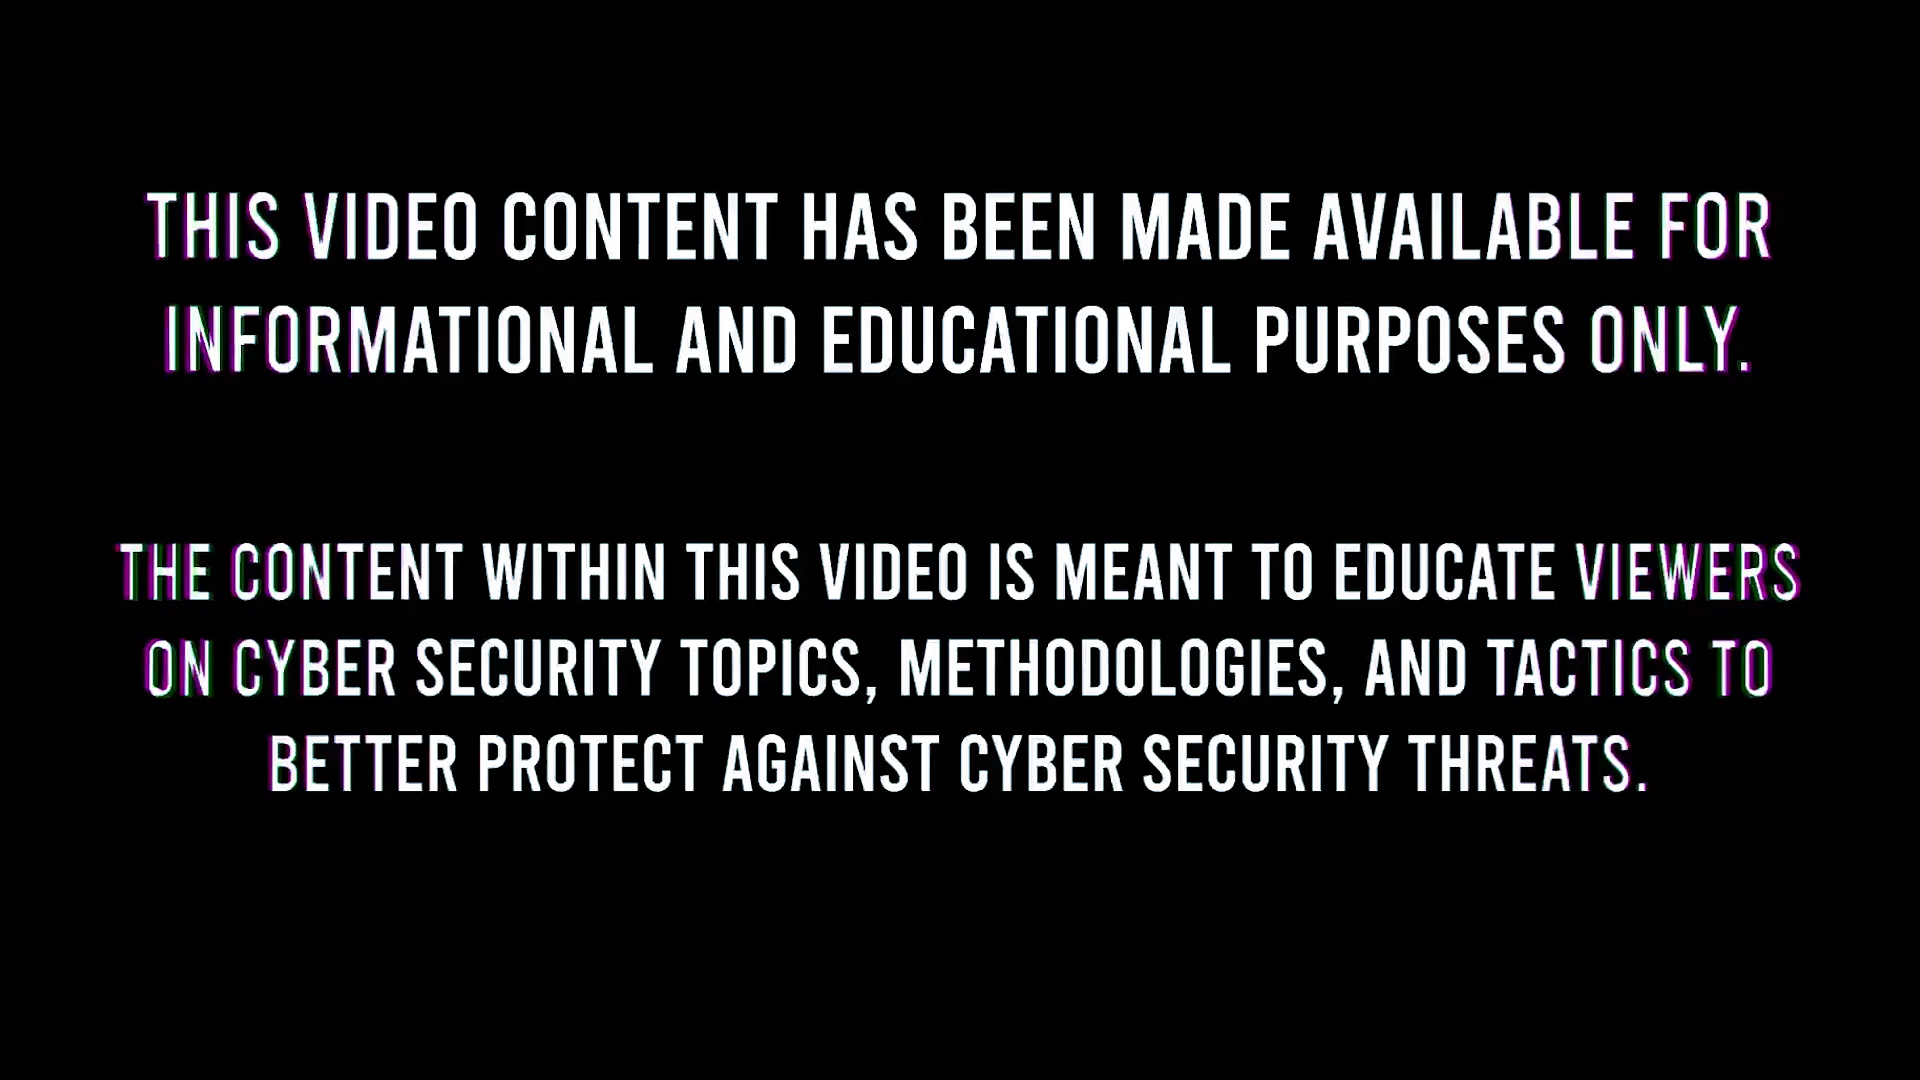 THIS VIDEO CONTENT HAS BEEN MADE AVAILABLE FOR
INFORMATIONAL AND EDUCATIONAL PURPOSES ONLY.
THE CONTENT WITHIN THIS VIDEO IS MEANT TO EDUCATE VIEWERS
ON CYBER SECURITY TOPICS, METHODOLOGIES, AND TACTICS TO
BETTER PROTECT AGAINST CYBER SECURITY THREATS.